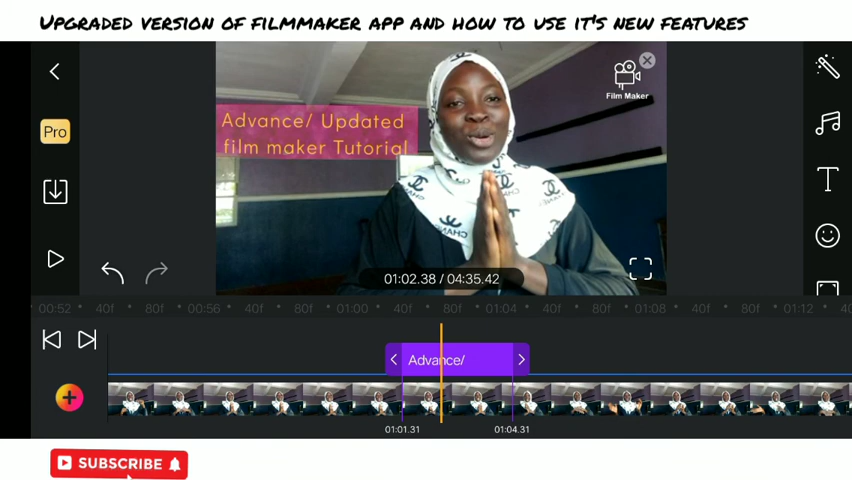 Upgraded version of filmmaker app and how to use it's new features
Film Maker
Pro
Advance/ Updated
film maker Tutorial
01:02.38 / 04:35.42
00:52 40f 80f 00:56 40f 80f 01:00 40f 80f 01:04 40f 80f 01:08 40f 80f 01:12 40
Advance/
01:01.31 01:04.31
SUBSCRIBE